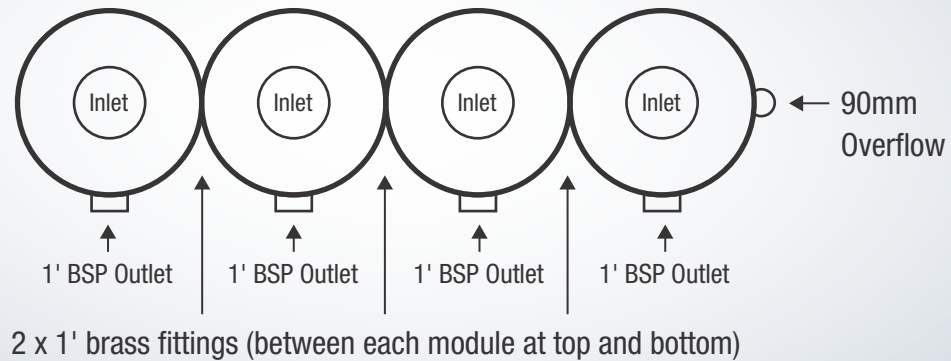 Inlet Inlet Inlet Inlet
90mm
Overflow
1' BSP Outlet 1' BSP Outlet 1' BSP Outlet 1' BSP Outlet
2 x 1' brass fittings (between each module at top and bottom)